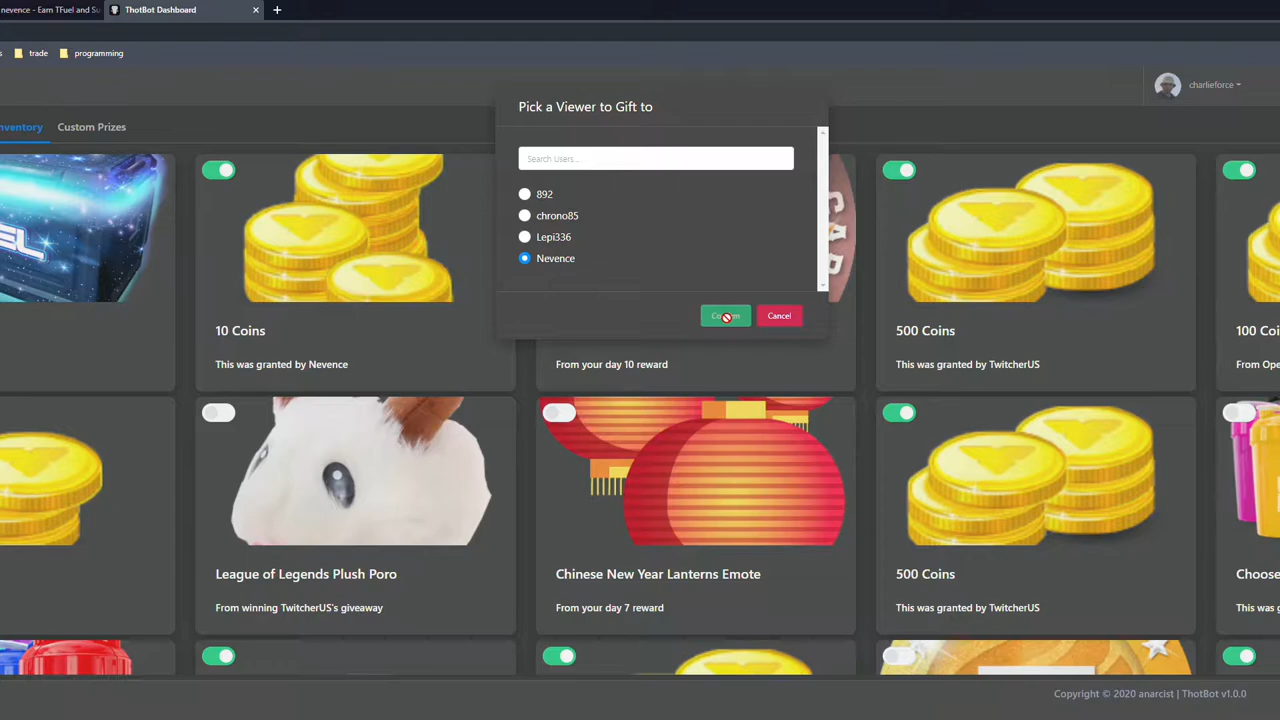 nevence - Earn TFuel and Su
ThotBot Dashboard
trade
programming
charlieforce
nventory
Custom Prizes
Pick a Viewer to Gift to
Search Users...
892
chrono85
Lepi336
Nevence
Cancel
10 Coins
This was granted by Nevence
From your day 10 reward
500 Coins
This was granted by TwitcherUS
100 Coi
From Ope
League of Legends Plush Poro
From winning TwitcherUS's giveaway
Chinese New Year Lanterns Emote
From your day 7 reward
500 Coins
This was granted by TwitcherUS
Choose
This was g
Copyright © 2020 anarcist | ThotBot v1.0.0